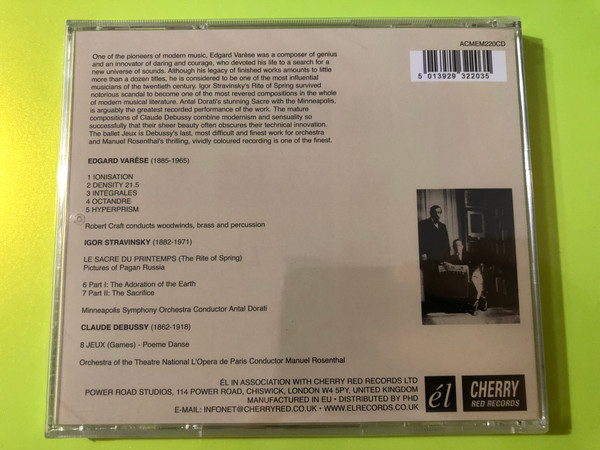 ACMEM220CD
5 013929 322035
One of the pioneers of modern music, Edgard Varèse was a composer of genius
and an innovator of daring and courage, who devoted his life to a search for a
new universe of sounds. Although his legacy of finished works amounts to little
more than a dozen titles, he is considered to be one of the most influential
musicians of the twentieth century. Igor Stravinsky's Rite of Spring survived
notorious scandal to become one of the most revered compositions in the whole
of modern musical literature. Antal Dorati's stunning Sacre with the Minneapolis,
is arguably the greatest recorded performance of the work. The mature
compositions of Claude Debussy combine modernism and sensuality so
successfully that their sheer beauty often obscures their technical innovation.
The ballet Jeux is Debussy's last, most difficult and finest work for orchestra
and Manuel Rosenthal's thrilling, vividly coloured recording is one of the finest.
EDGARD VARÈSE (1885-1965)
1 IONISATION
2 DENSITY 21.5
3 INTÉGRALES
4 OCTANDRE
5 HYPERPRISM
Robert Craft conducts woodwinds, brass and percussion
IGOR STRAVINSKY (1882-1971)
LE SACRE DU PRINTEMPS (The Rite of Spring)
Pictures of Pagan Russia
6 Part I: The Adoration of the Earth
7 Part II: The Sacrifice
Minneapolis Symphony Orchestra Conductor Antal Dorati
CLAUDE DEBUSSY (1862-1918)
8 JEUX (Games) - Poeme Danse
Orchestra of the Theatre National L'Opera de Paris Conductor Manuel Rosenthal
ÉL IN ASSOCIATION WITH CHERRY RED RECORDS LTD
POWER ROAD STUDIOS, 114 POWER ROAD, CHISWICK, LONDON W4 5PY, UNITED KINGDOM
MANUFACTURED IN EU • DISTRIBUTED BY PHD
E-MAIL: INFONET@CHERRYRED.CO.UK • WWW.ELRECORDS.CO.UK
él
CHERRY
RED RECORDS